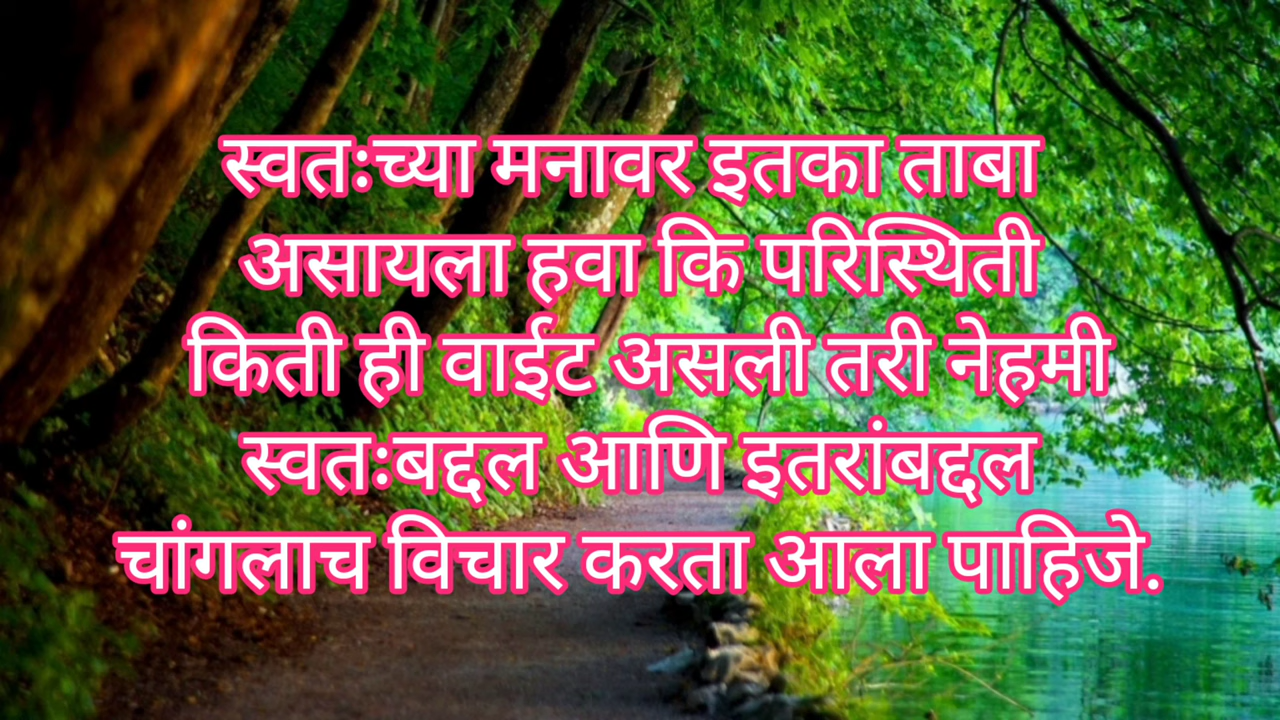 स्वतःच्या मनावर इतका ताबा
असायला हवा कि परिस्थिती
किती ही वाईट असली तरी नेहमी
स्वतःबद्दल आणि इतरांबद्दल
चांगलाच विचार करता आला पाहिजे.